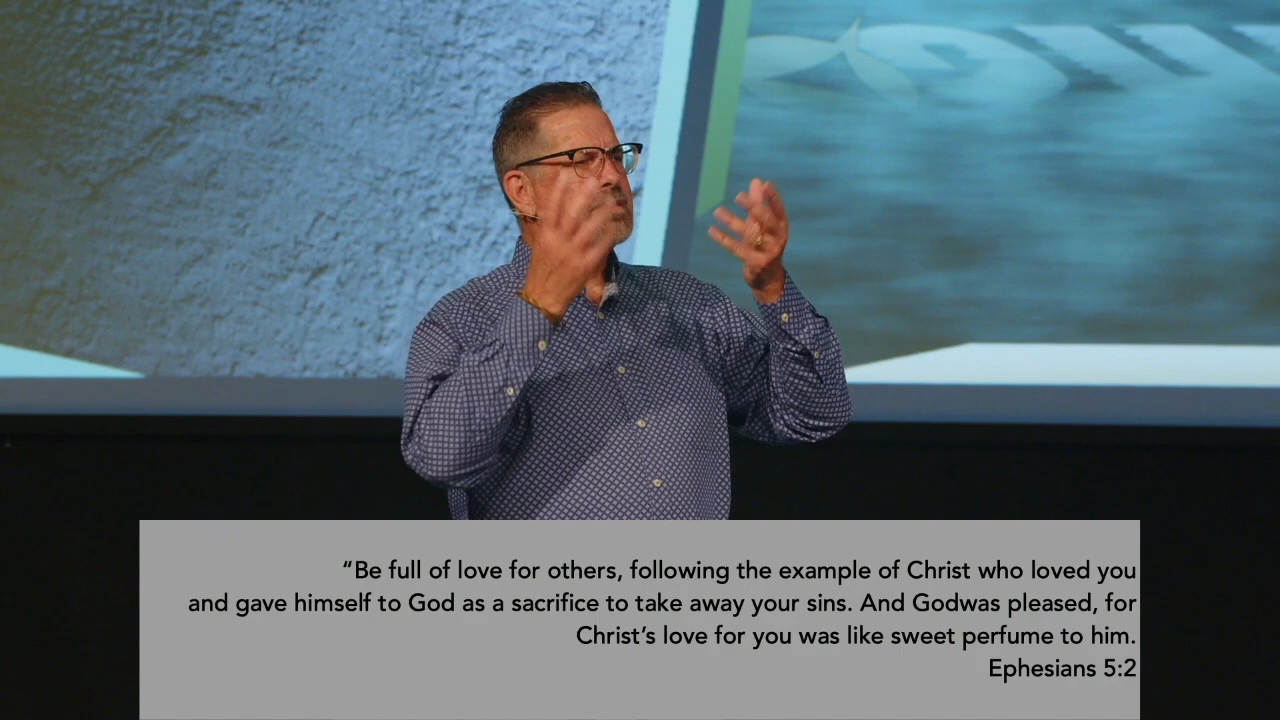 “Be full of love for others, following the example of Christ who loved you
and gave himself to God as a sacrifice to take away your sins. And Godwas pleased, for
Christ’s love for you was like sweet perfume to him.
Ephesians 5:2